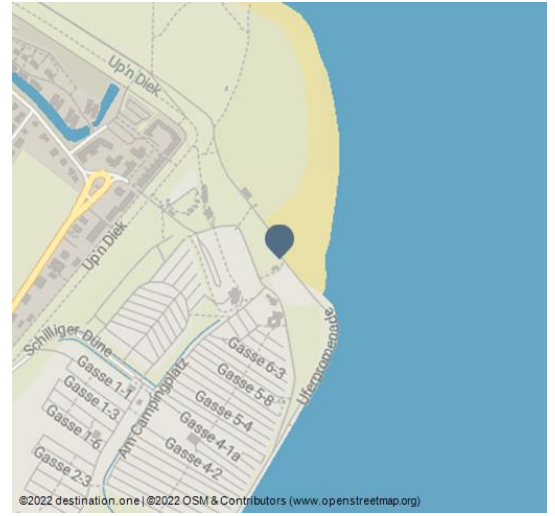 Up'n Diek
Up'n Diek
Schilliger-Düne
Am Campingplatz
Uferpromenade
Gasse 6-3
Gasse 5-8
Gasse 5-4
Gasse 4-1a
Gasse 4-2
Gasse 1-1
Gasse 1-3
Gasse 1-6
Gasse 2-3
©2022 destination.one | ©2022 OSM & Contributors (www.openstreetmap.org)